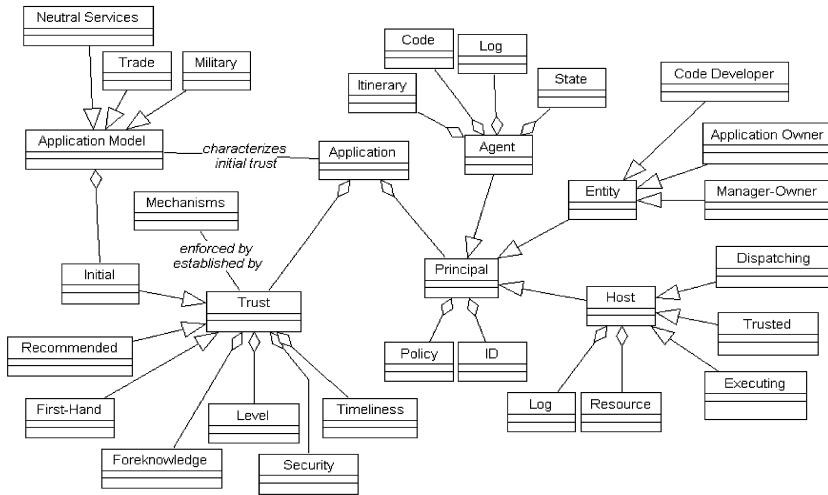 Neutral Services
Trade
Military
Application Model
characterizes
initial trust
Application
Code
Log
Itinerary
State
Agent
Code Developer
Application Owner
Entity
Manager-Owner
Mechanisms
enforced by
established by
Initial
Trust
Principal
Dispatching
Host
Trusted
Recommended
Policy
ID
Executing
First-Hand
Level
Timeliness
Log
Resource
Foreknowledge
Security